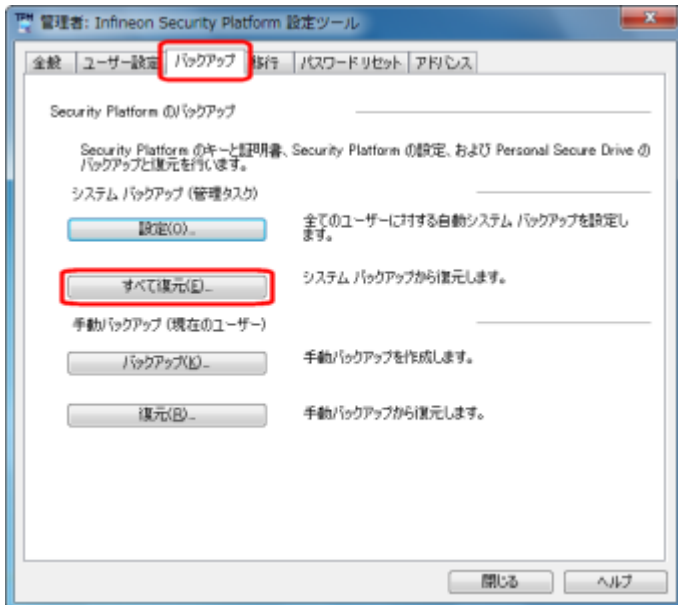 管理者: Infineon Security Platform 設定ツール
全般 ユーザー設定 バックアップ 移行 パスワード リセット アドバンス
Security Platform のバックアップ
Security Platform のキーと証明書、Security Platform の設定、および Personal Secure Drive の
バックアップと復元を行います。
システム バックアップ (管理タスク)
設定(O)...
全てのユーザーに対する自動システム バックアップを設定し
ます。
すべて復元(E)...
システム バックアップから復元します。
手動バックアップ (現在のユーザー)
バックアップ(K)...
手動バックアップを作成します。
復元(R)...
手動バックアップから復元します。
閉じる ヘルプ